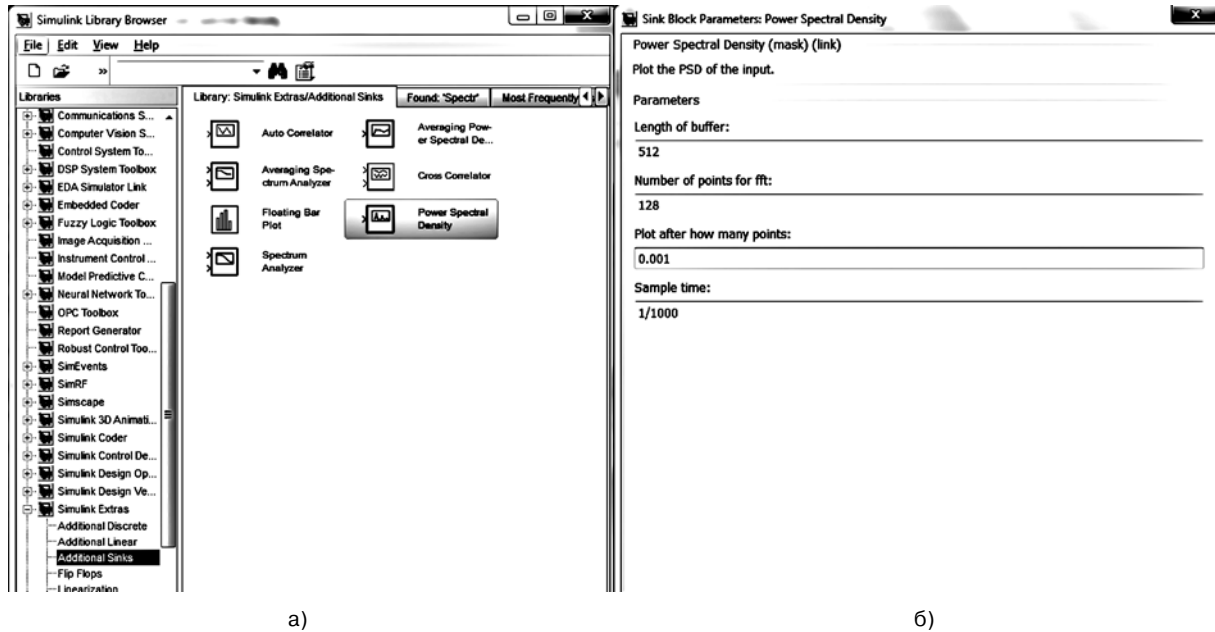 Simulink Library Browser
File Edit View Help
»
Libraries
Communications S...
Computer Vision S...
Control System To...
DSP System Toolbox
EDA Simulator Link
Embedded Coder
Fuzzy Logic Toolbox
Image Acquisition ...
Instrument Control ...
Model Predictive C...
Neural Network To...
OPC Toolbox
Report Generator
Robust Control Too...
SimEvents
SimRF
Simscape
Simulink 3D Animati...
Simulink Coder
Simulink Control De...
Simulink Design Op...
Simulink Design Ve...
Simulink Extras
Additional Discrete
Additional Linear
Additional Sinks
Flip Flops
Linearization
Library: Simulink Extras/Additional Sinks Found: 'Spectr' Most Frequently
Auto Correlator
Averaging Pow-
er Spectral De...
Averaging Spe-
ctrum Analyzer
Cross Correlator
Floating Bar
Plot
Power Spectral
Density
Spectrum
Analyzer
Sink Block Parameters: Power Spectral Density
Power Spectral Density (mask) (link)
Plot the PSD of the input.
Parameters
Length of buffer:
512
Number of points for fft:
128
Plot after how many points:
0.001
Sample time:
1/1000
а)
б)